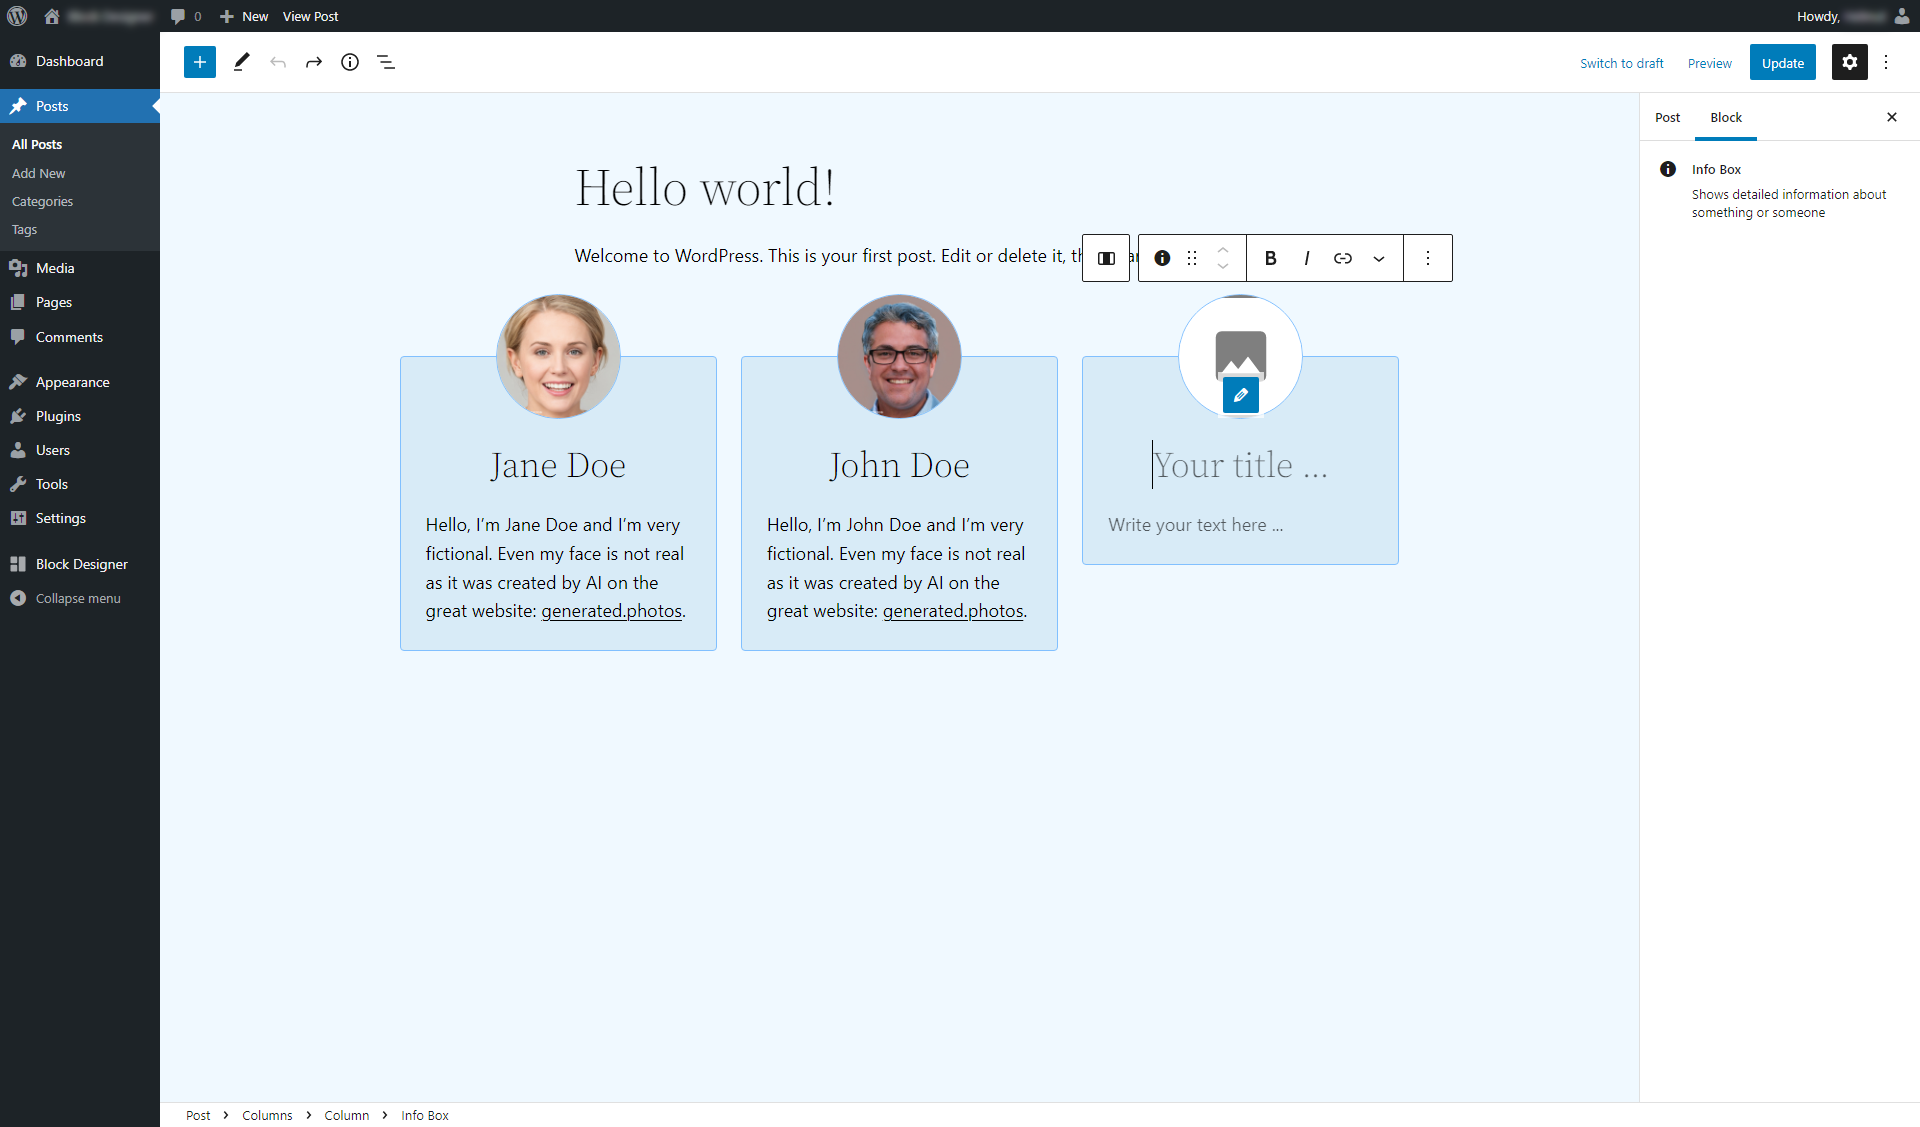 0
New
View Post
Howdy,
Dashboard
Posts
All Posts
Add New
Categories
Tags
Media
Pages
Comments
Appearance
Plugins
Users
Tools
Settings
Block Designer
Collapse menu
Switch to draft
Preview
Update
Hello world!
Welcome to WordPress. This is your first post. Edit or delete it,
B
I
Jane Doe
Hello, I’m Jane Doe and I’m very
fictional. Even my face is not real
as it was created by AI on the
great website: generated.photos.
John Doe
Hello, I’m John Doe and I’m very
fictional. Even my face is not real
as it was created by AI on the
great website: generated.photos.
Your title ...
Write your text here ...
Post
Block
Info Box
Shows detailed information about
something or someone
Post
Columns
Column
Info Box